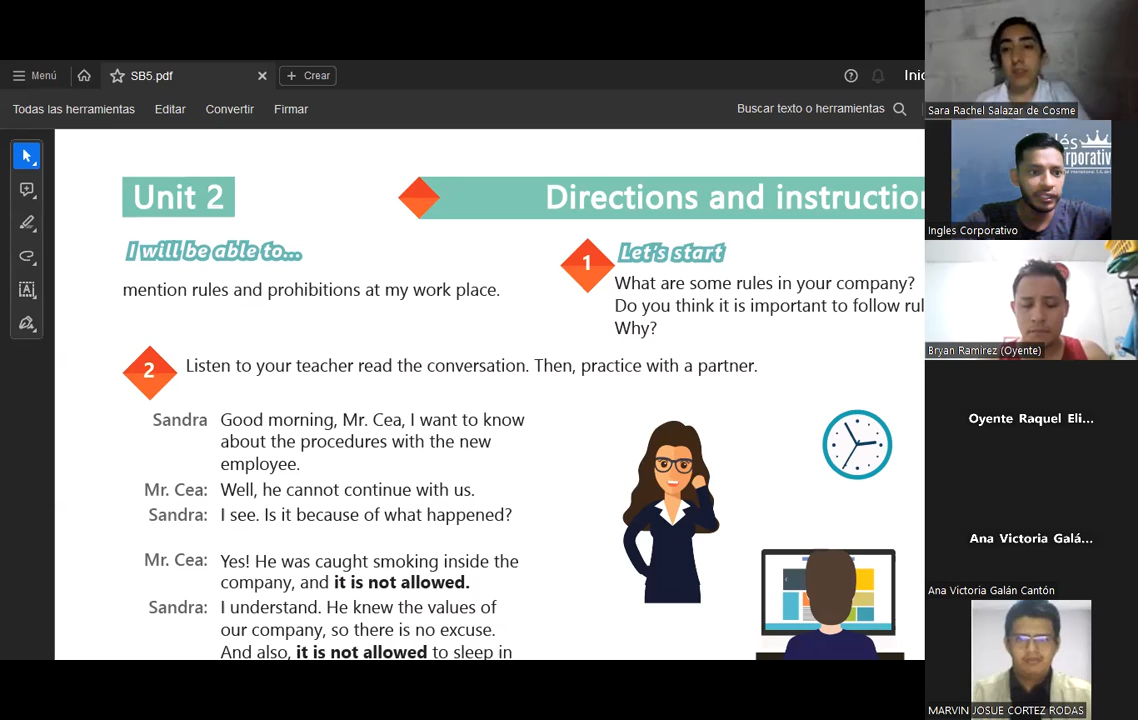 Menú
SB5.pdf
Crear
Todas las herramientas
Editar
Convertir
Firmar
Buscar texto o herramientas
Unit 2
Directions and instruction
I will be able to...
mention rules and prohibitions at my work place.
1
Let's start
What are some rules in your company?
Do you think it is important to follow rul
Why?
2
Listen to your teacher read the conversation. Then, practice with a partner.
Sandra Good morning, Mr. Cea, I want to know
about the procedures with the new
employee.
Mr. Cea: Well, he cannot continue with us.
Sandra: I see. Is it because of what happened?
Mr. Cea: Yes! He was caught smoking inside the
company, and it is not allowed.
Sandra: I understand. He knew the values of
our company, so there is no excuse.
And also, it is not allowed to sleep in
Sara Rachel Salazar de Cosme
Ingles Corporativo
Bryan Ramirez (Oyente)
Oyente Raquel Eli...
Ana Victoria Galá...
Ana Victoria Galán Cantón
MARVIN JOSUE CORTEZ RODAS